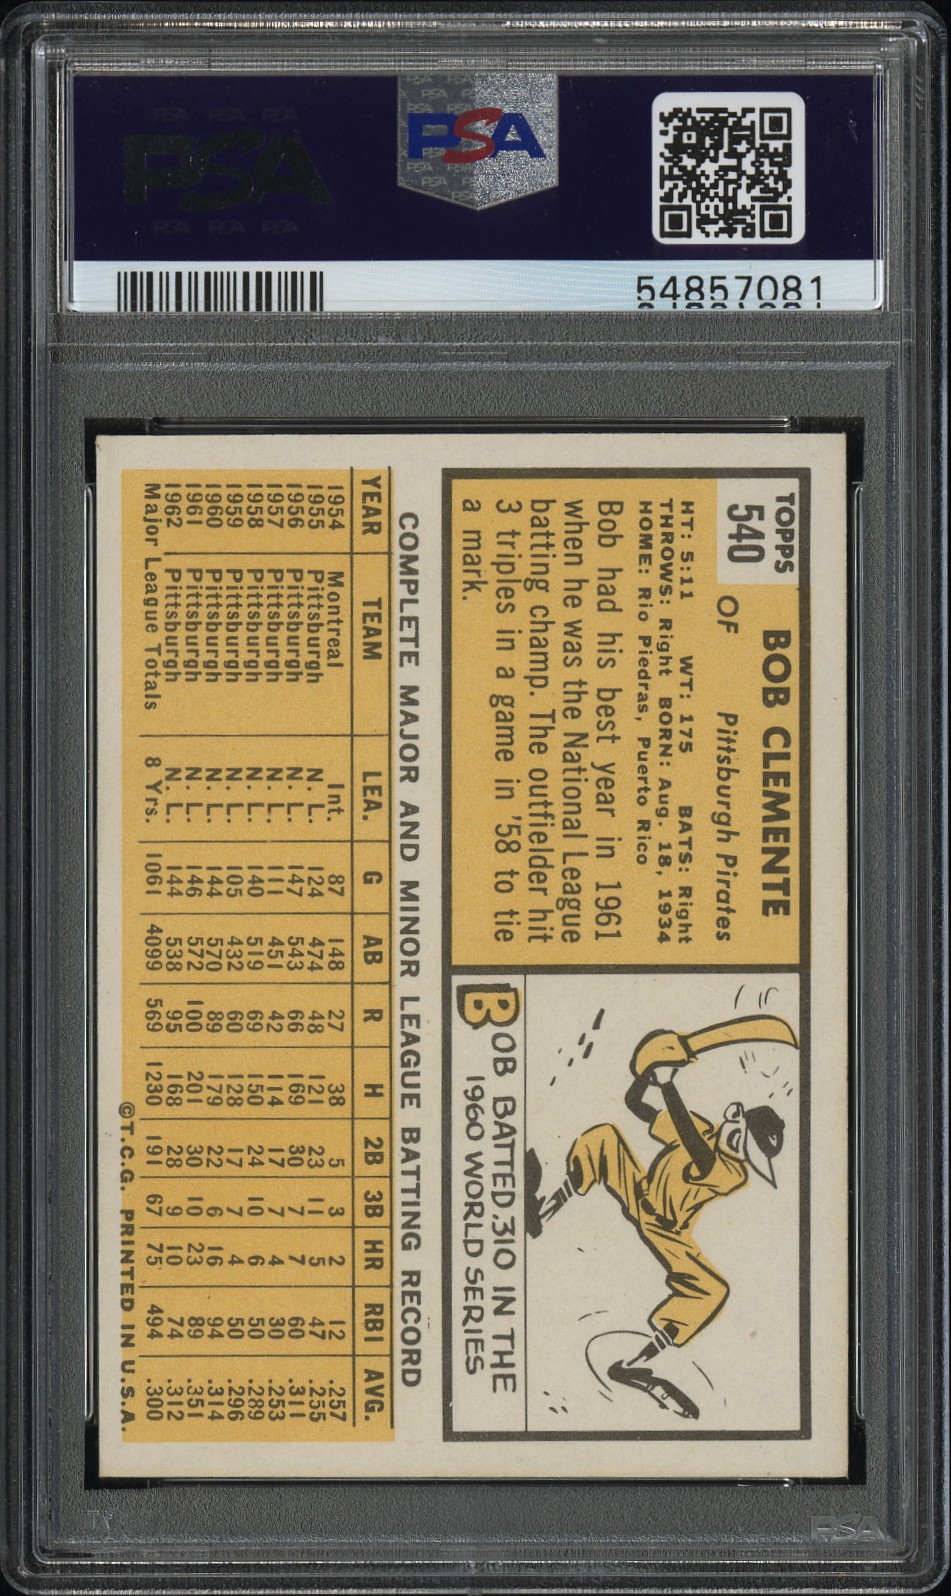 PSA
PSA
54857081
TOPPS
540
BOB CLEMENTE
OF Pittsburgh Pirates
HT: 5:11 WT: 175 BATS: Right
THROWS: Right BORN: Aug. 18, 1934
HOME: Rio Piedras, Puerto Rico
Bob had his best year in 1961
when he was the National League
batting champ. The outfielder hit
3 triples in a game in '58 to tie
a mark.
BOB BATTED .310 IN THE
1960 WORLD SERIES
COMPLETE MAJOR AND MINOR LEAGUE BATTING RECORD
YEAR TEAM LEA. G AB R H 2B 3B HR RBI AVG.
1954 Montreal Int. 87 148 27 38 5 3 2 12 .257
1955 Pittsburgh N. L. 124 474 48 121 23 11 5 47 .255
1956 Pittsburgh N. L. 147 543 66 169 30 7 7 60 .311
1957 Pittsburgh N. L. 111 451 42 114 17 7 4 30 .253
1958 Pittsburgh N. L. 140 519 69 150 24 10 6 50 .289
1959 Pittsburgh N. L. 105 432 60 128 17 7 4 50 .296
1960 Pittsburgh N. L. 144 570 89 179 22 6 16 94 .314
1961 Pittsburgh N. L. 146 572 100 201 30 10 23 89 .351
1962 Pittsburgh N. L. 144 538 95 168 28 9 10 74 .312
Major League Totals 8 Yrs. 1061 4099 569 1230 191 67 75 494 .300
©T.C.G. PRINTED IN U.S.A.
PSA